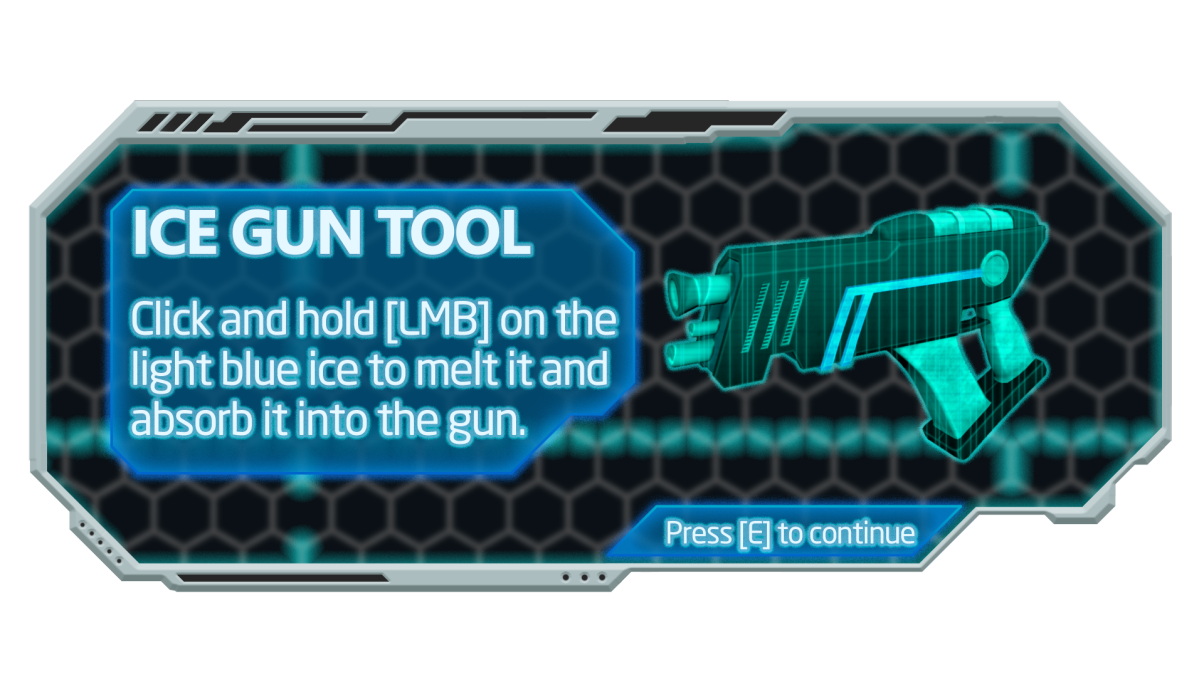 ICE GUN TOOL
Click and hold [LMB] on the
light blue ice to melt it and
absorb it into the gun.
Press [E] to continue